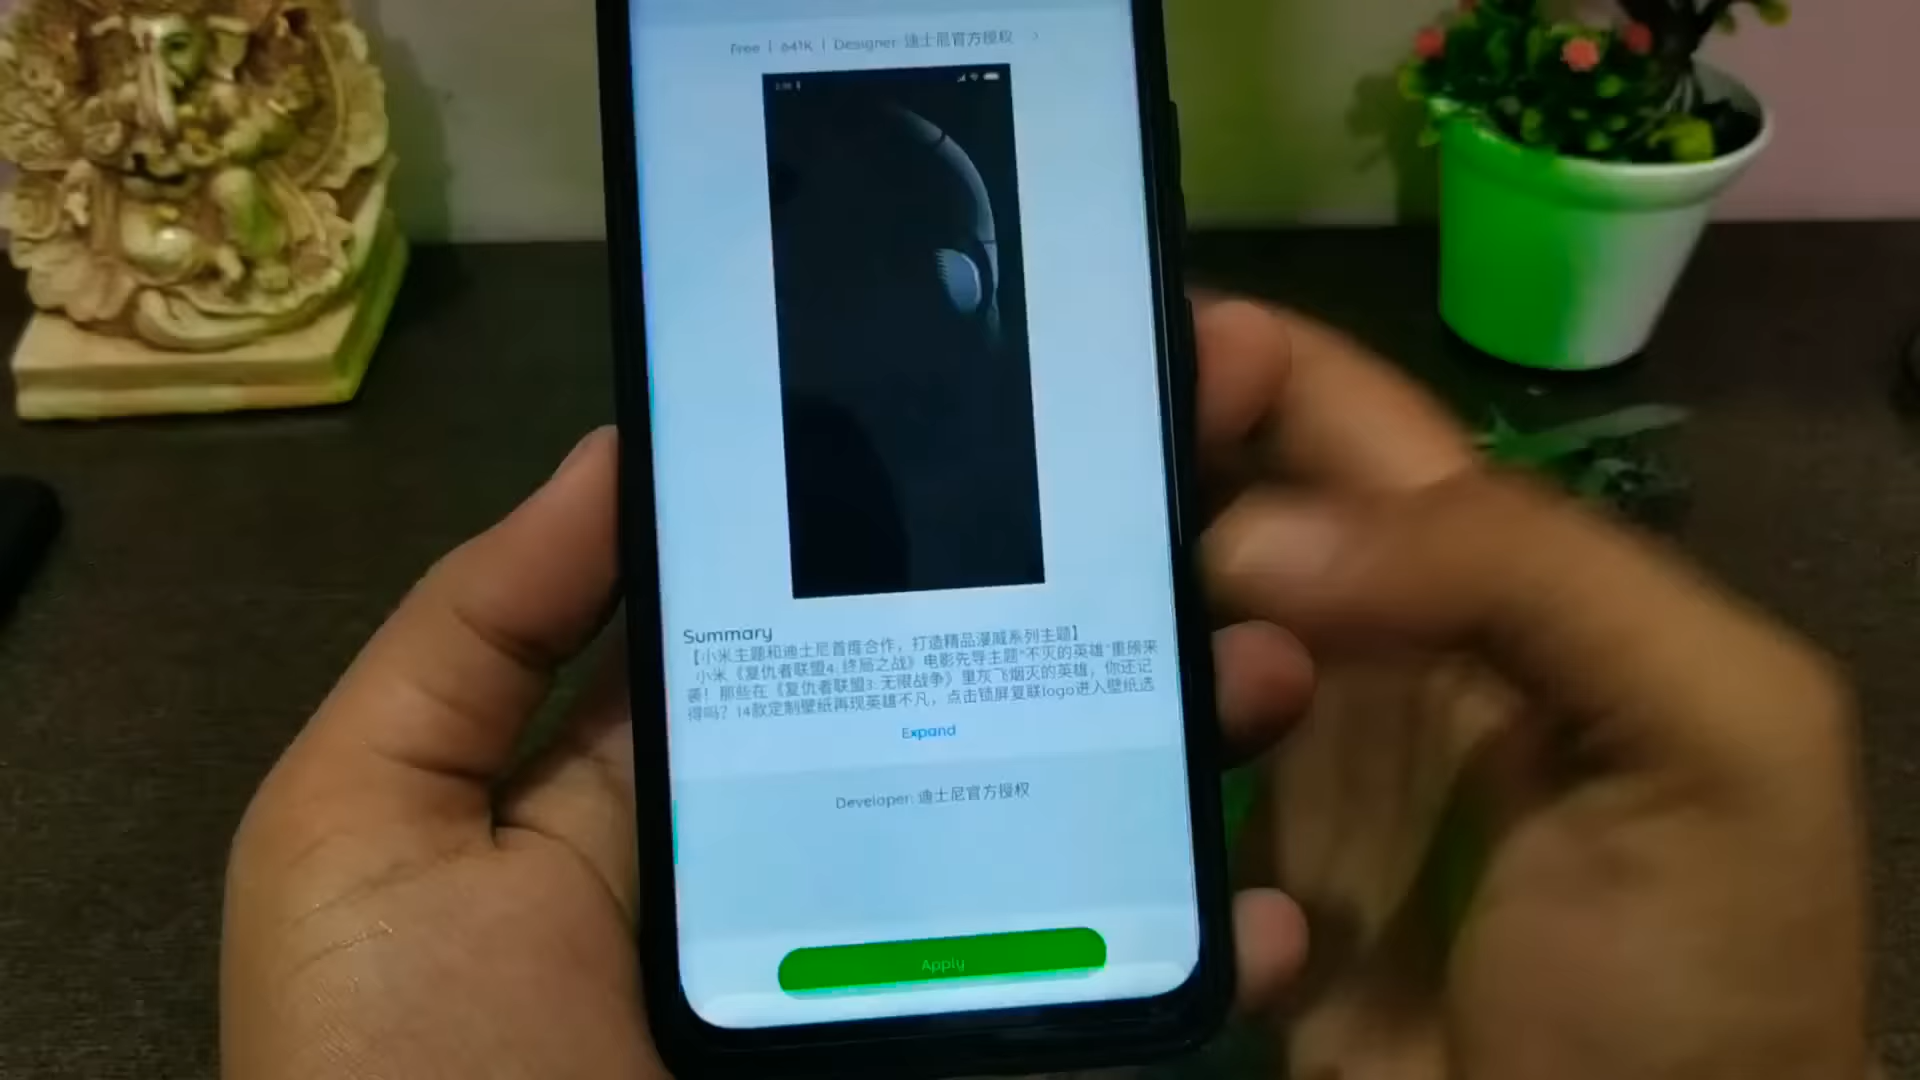 Free | 641K | Designer: 迪士尼官方授权 >
Summary
【小米主题和迪士尼首度合作，打造精品漫威系列主题】
小米《复仇者联盟4:终局之战》电影先导主题“不灭的英雄”重磅来
袭！那些在《复仇者联盟3:无限战争》里灰飞烟灭的英雄，你还记
得吗？14款定制壁纸再现英雄不凡，点击锁屏复联logo进入壁纸选
Expand
Developer: 迪士尼官方授权
Apply